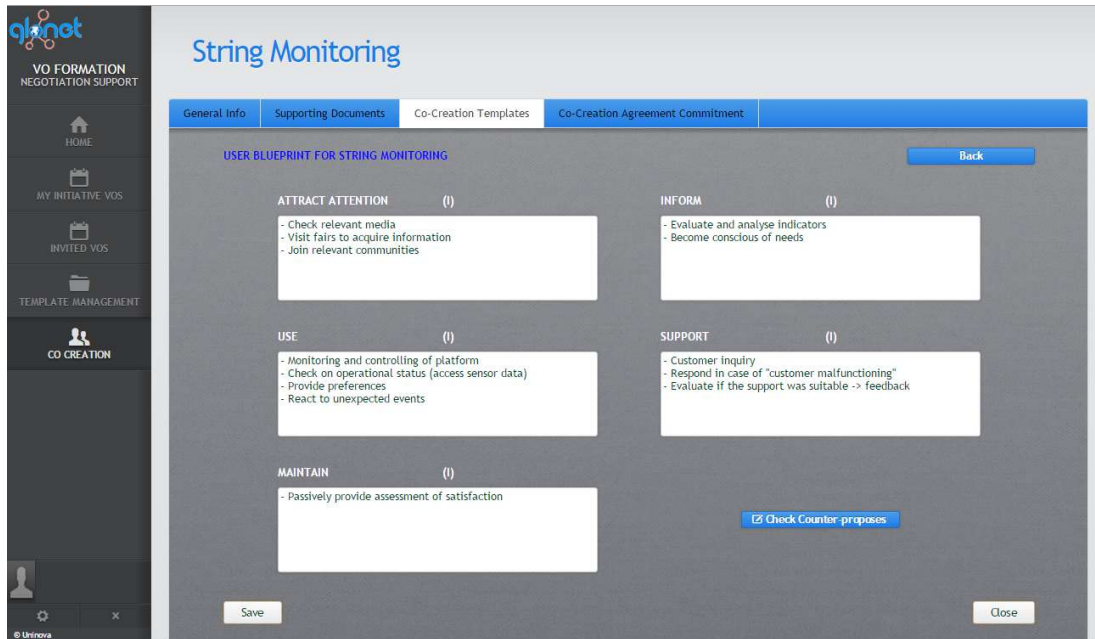 glonet
VO FORMATION
NEGOTIATION SUPPORT
HOME
MY INITIATIVE VOS
INVITED VOS
TEMPLATE MANAGEMENT
CO CREATION
© Uninova
String Monitoring
General Info
Supporting Documents
Co-Creation Templates
Co-Creation Agreement Commitment
USER BLUEPRINT FOR STRING MONITORING
Back
ATTRACT ATTENTION (I)
- Check relevant media
- Visit fairs to acquire information
- Join relevant communities
INFORM (I)
- Evaluate and analyse indicators
- Become conscious of needs
USE (I)
- Monitoring and controlling of platform
- Check on operational status (access sensor data)
- Provide preferences
- React to unexpected events
SUPPORT (I)
- Customer inquiry
- Respond in case of "customer malfunctioning"
- Evaluate if the support was suitable -> feedback
MAINTAIN (I)
- Passively provide assessment of satisfaction
Check Counter-proposes
Save
Close